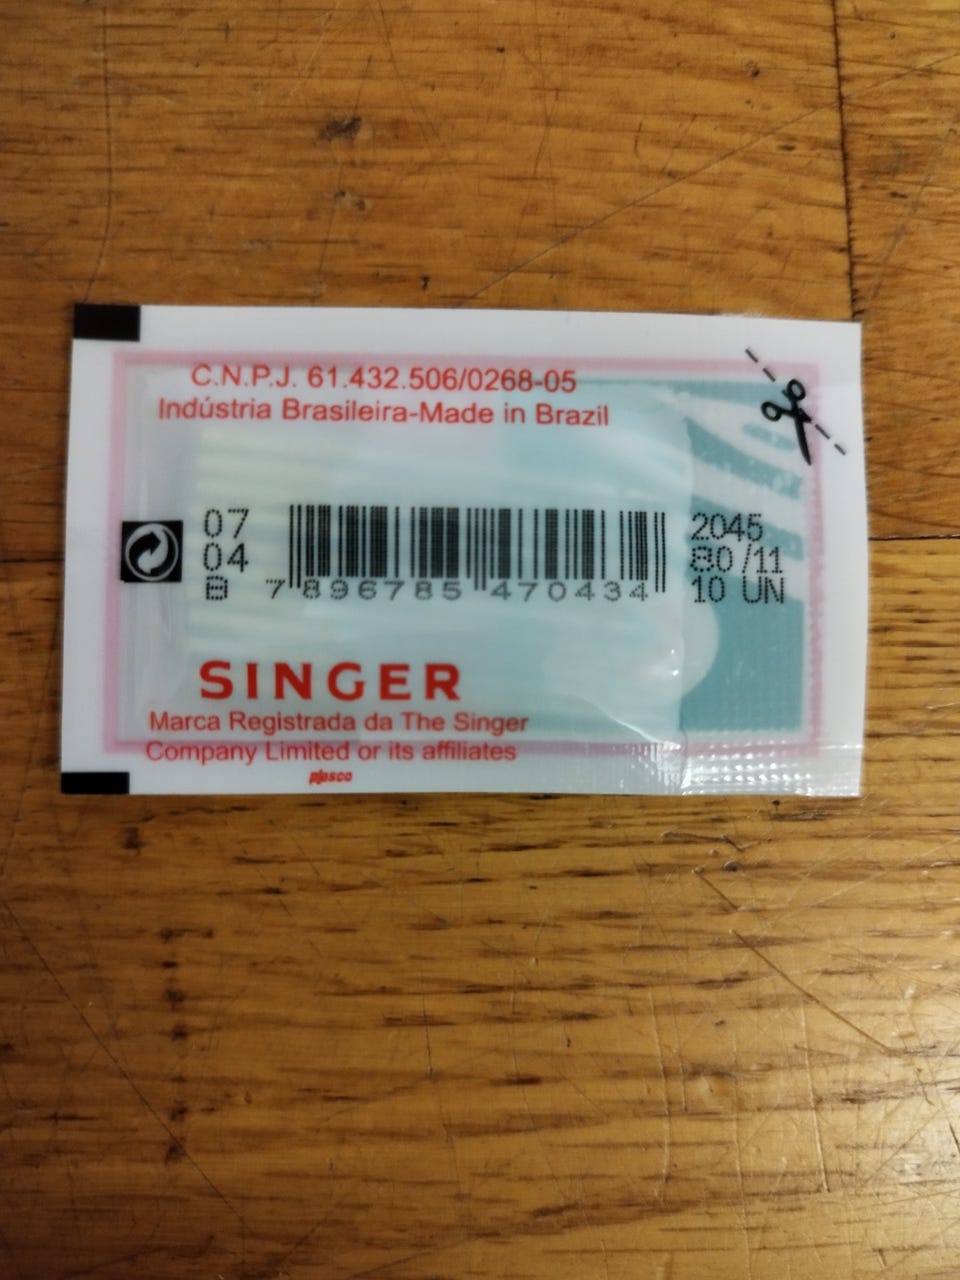 C.N.P.J. 61.432.506/0268-05
Indústria Brasileira-Made in Brazil
07
04
B
7 896785 470434
2045
80/11
10 UN
SINGER
Marca Registrada da The Singer
Company Limited or its affiliates
plasco